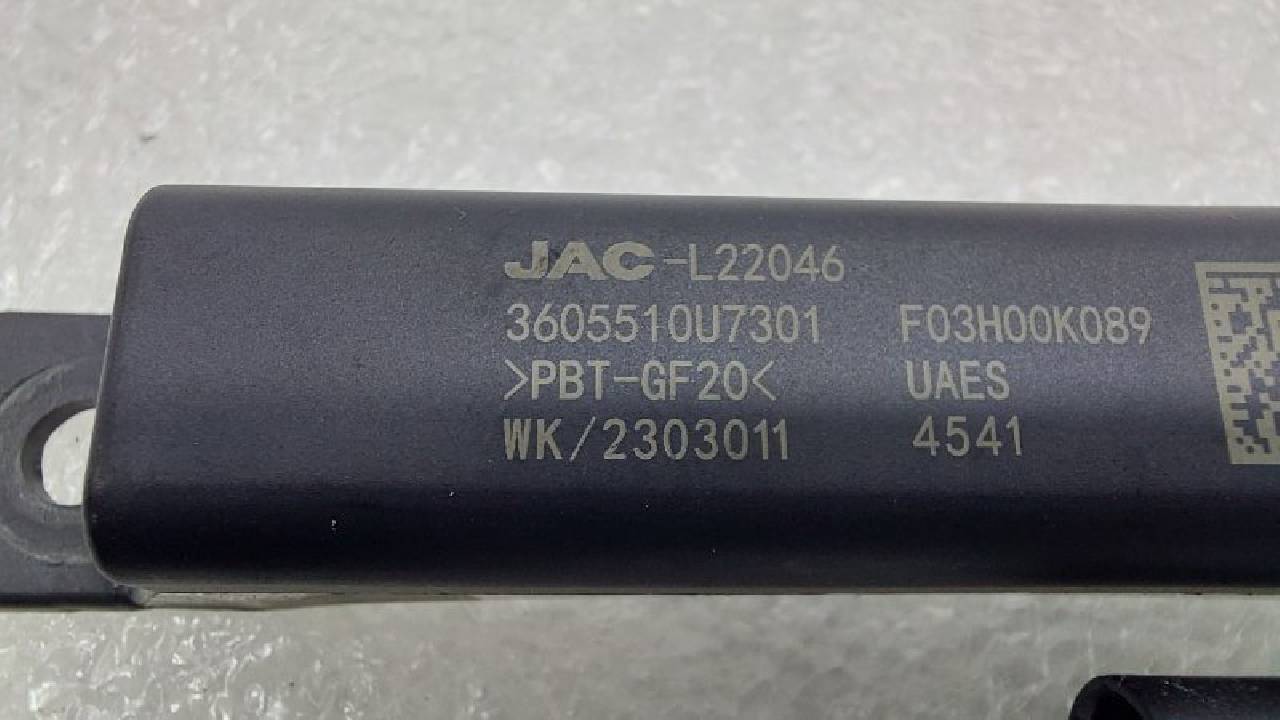 JAC-L22046
3605510U7301 F03H00K089
>PBT-GF20< UAES
WK/2303011 4541